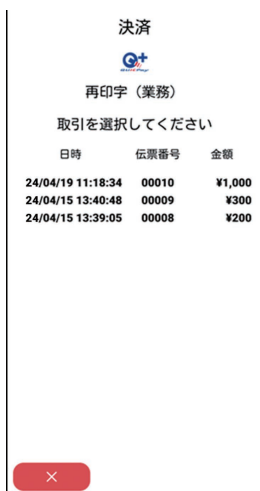 決済
再印字（業務）
取引を選択してください
日時 伝票番号 金額
24/04/19 11:18:34 00010 ¥1,000
24/04/15 13:40:48 00009 ¥300
24/04/15 13:39:05 00008 ¥200